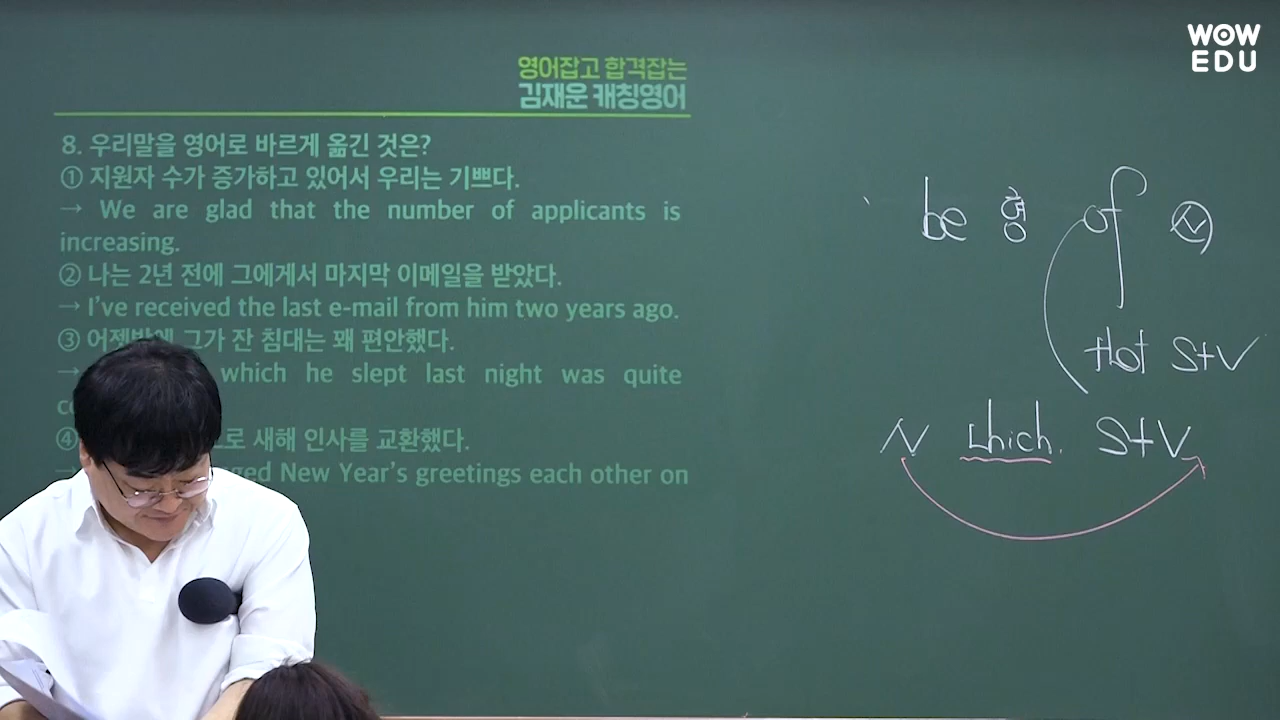 WOW
EDU
영어잡고 합격잡는
김재운 캐칭영어
8. 우리말을 영어로 바르게 옮긴 것은?
① 지원자 수가 증가하고 있어서 우리는 기쁘다.
→ We are glad that the number of applicants is
increasing.
② 나는 2년 전에 그에게서 마지막 이메일을 받았다.
→ I’ve received the last e-mail from him two years ago.
③ 어젯밤에 그가 잔 침대는 꽤 편안했다.
→ which he slept last night was quite
④ 새해 인사를 교환했다.
New Year’s greetings each other on
be 형 of N
that S+V
N which S+V